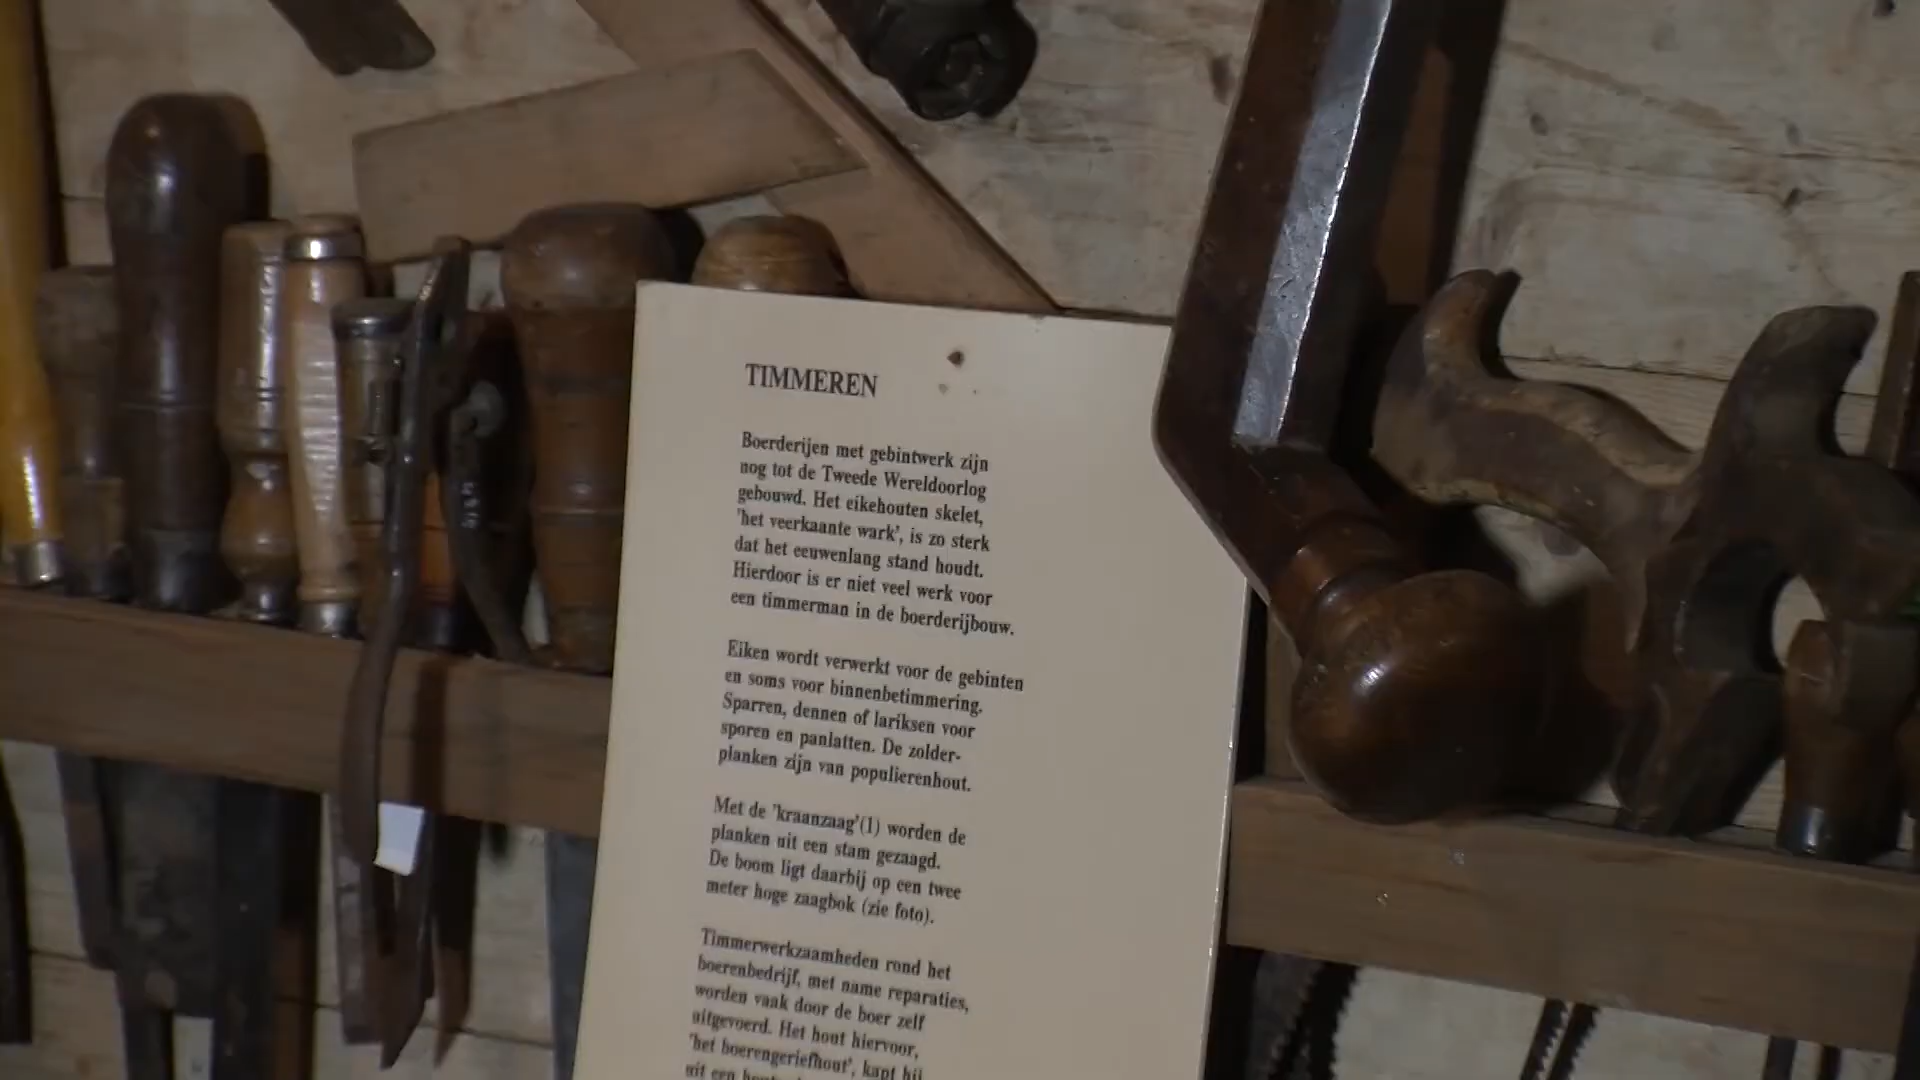 TIMMEREN
Boerderijen met gebintwerk zijn
nog tot de Tweede Wereldoorlog
gebouwd. Het eikehouten skelet,
'het veerkaante wark', is zo sterk
dat het eeuwenlang stand houdt.
Hierdoor is er niet veel werk voor
een timmerman in de boerderijbouw.
Eiken wordt verwerkt voor de gebinten
en soms voor binnenbetimmering.
Sparren, dennen of lariksen voor
sporen en panlatten. De zolder-
planken zijn van populierenhout.
Met de 'kraanzaag'(1) worden de
planken uit een stam gezaagd.
De boom ligt daarbij op een twee
meter hoge zaagbok (zie foto).
Timmerwerkzaamheden rond het
boerenbedrijf, met name reparaties,
worden vaak door de boer zelf
uitgevoerd. Het hout hiervoor,
'het boerengeriefhout', kapt hij
uit een